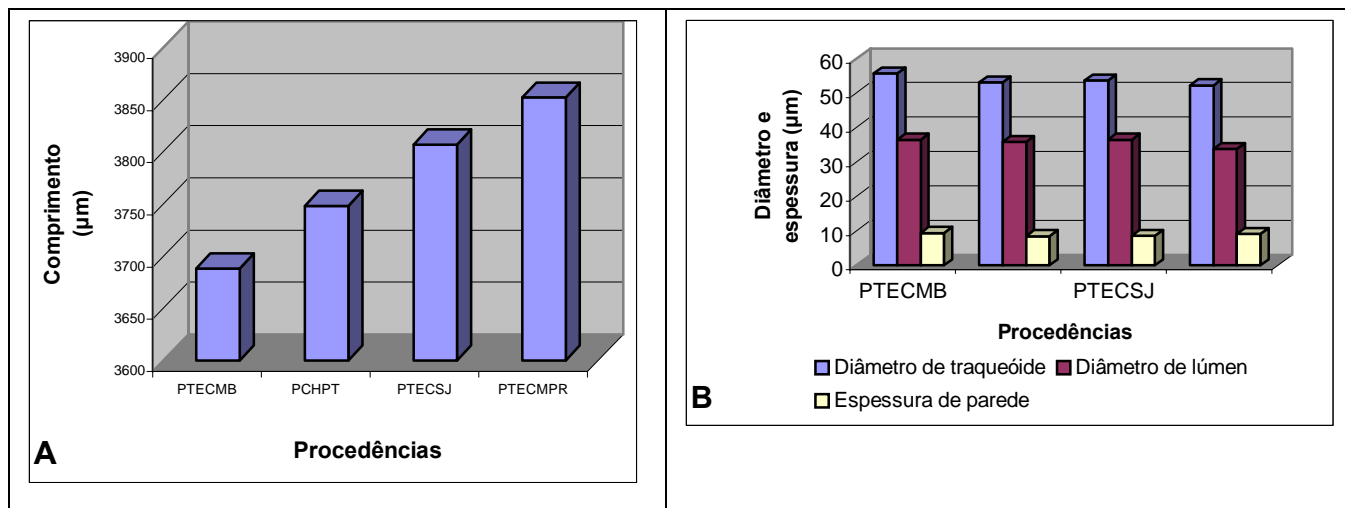 3900
3850
3800
3750
3700
3650
3600
Comprimento
(µm)
PTECMB PCHPT PTECSJ PTECMPR
Procedências
A
60
50
40
30
20
10
0
Diâmetro e
espessura (µm)
PTECMB PTECSJ
Procedências
Diâmetro de traqueóide Diâmetro de lúmen
Espessura de parede
B